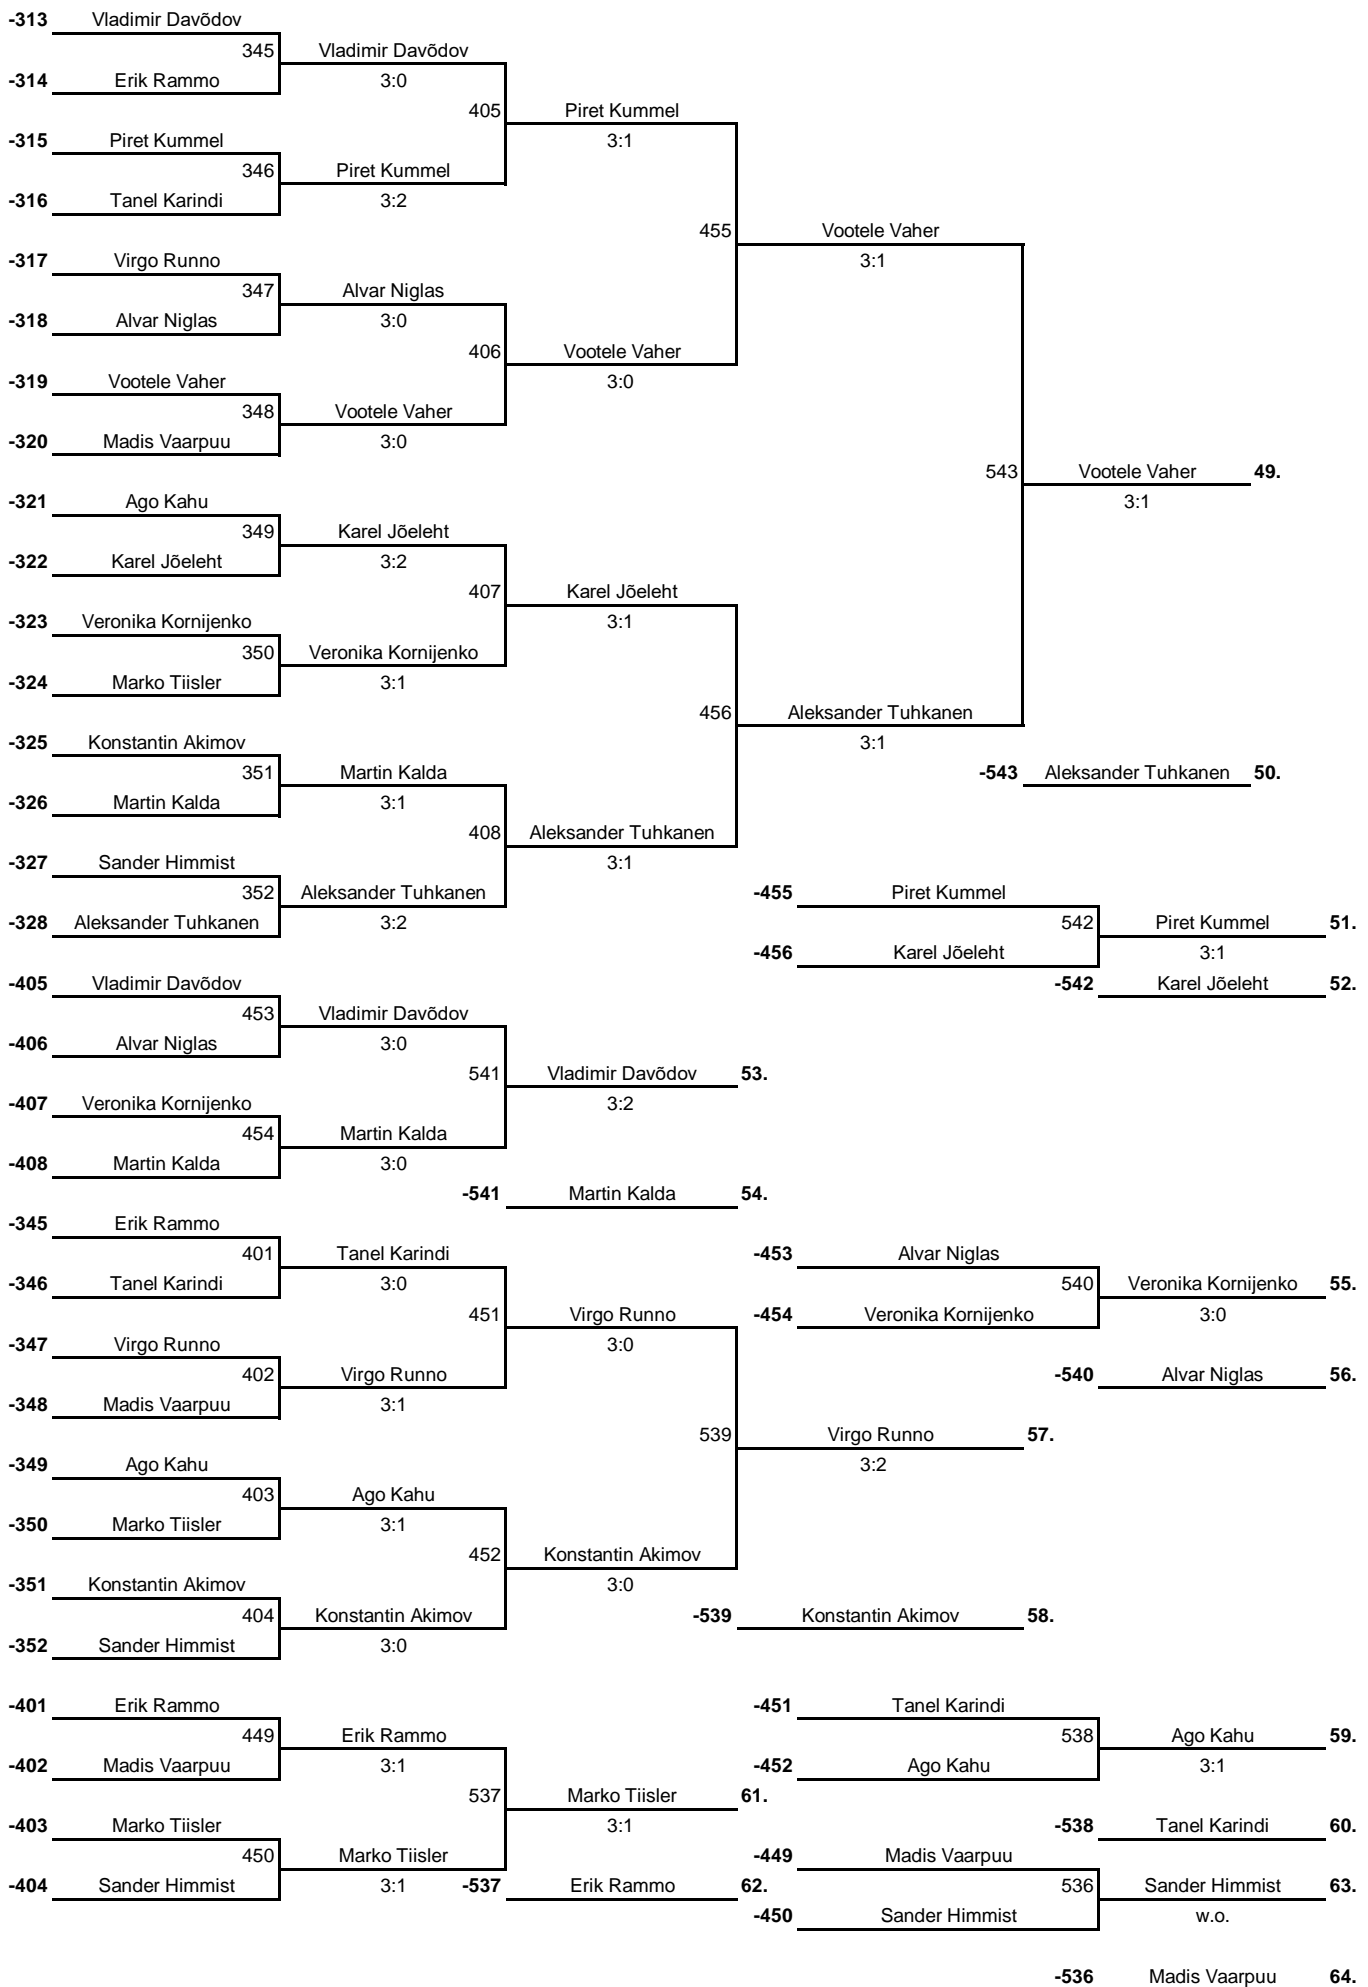 -313 Vladimir Davõdov
345 Vladimir Davõdov
-314 Erik Rammo 3:0
405 Piret Kummel
-315 Piret Kummel 3:1
346 Piret Kummel
-316 Tanel Karindi 3:2
455 Vootele Vaher
-317 Virgo Runno 3:1
347 Alvar Niglas
-318 Alvar Niglas 3:0
406 Vootele Vaher
-319 Vootele Vaher 3:0
348 Vootele Vaher
-320 Madis Vaarpuu 3:0
543 Vootele Vaher 49.
-321 Ago Kahu 3:1
349 Karel Jõeleht
-322 Karel Jõeleht 3:2
407 Karel Jõeleht
-323 Veronika Kornijenko 3:1
350 Veronika Kornijenko
-324 Marko Tiisler 3:1
456 Aleksander Tuhkanen
-325 Konstantin Akimov 3:1
351 Martin Kalda -543 Aleksander Tuhkanen 50.
-326 Martin Kalda 3:1
408 Aleksander Tuhkanen
-327 Sander Himmist 3:1
352 Aleksander Tuhkanen -455 Piret Kummel
-328 Aleksander Tuhkanen 3:2 542 Piret Kummel 51.
-456 Karel Jõeleht 3:1
-405 Vladimir Davõdov -542 Karel Jõeleht 52.
453 Vladimir Davõdov
-406 Alvar Niglas 3:0
541 Vladimir Davõdov 53.
-407 Veronika Kornijenko 3:2
454 Martin Kalda
-408 Martin Kalda 3:0
-541 Martin Kalda 54.
-345 Erik Rammo
401 Tanel Karindi -453 Alvar Niglas
-346 Tanel Karindi 3:0 540 Veronika Kornijenko 55.
451 Virgo Runno -454 Veronika Kornijenko 3:0
-347 Virgo Runno 3:0
402 Virgo Runno -540 Alvar Niglas 56.
-348 Madis Vaarpuu 3:1
539 Virgo Runno 57.
-349 Ago Kahu 3:2
403 Ago Kahu
-350 Marko Tiisler 3:1
452 Konstantin Akimov
-351 Konstantin Akimov 3:0
404 Konstantin Akimov -539 Konstantin Akimov 58.
-352 Sander Himmist 3:0
-401 Erik Rammo -451 Tanel Karindi
449 Erik Rammo 538 Ago Kahu 59.
-402 Madis Vaarpuu 3:1 -452 Ago Kahu 3:1
537 Marko Tiisler 61.
-403 Marko Tiisler 3:1 -538 Tanel Karindi 60.
450 Marko Tiisler -449 Madis Vaarpuu
-404 Sander Himmist 3:1 -537 Erik Rammo 62. 536 Sander Himmist 63.
-450 Sander Himmist w.o.
-536 Madis Vaarpuu 64.